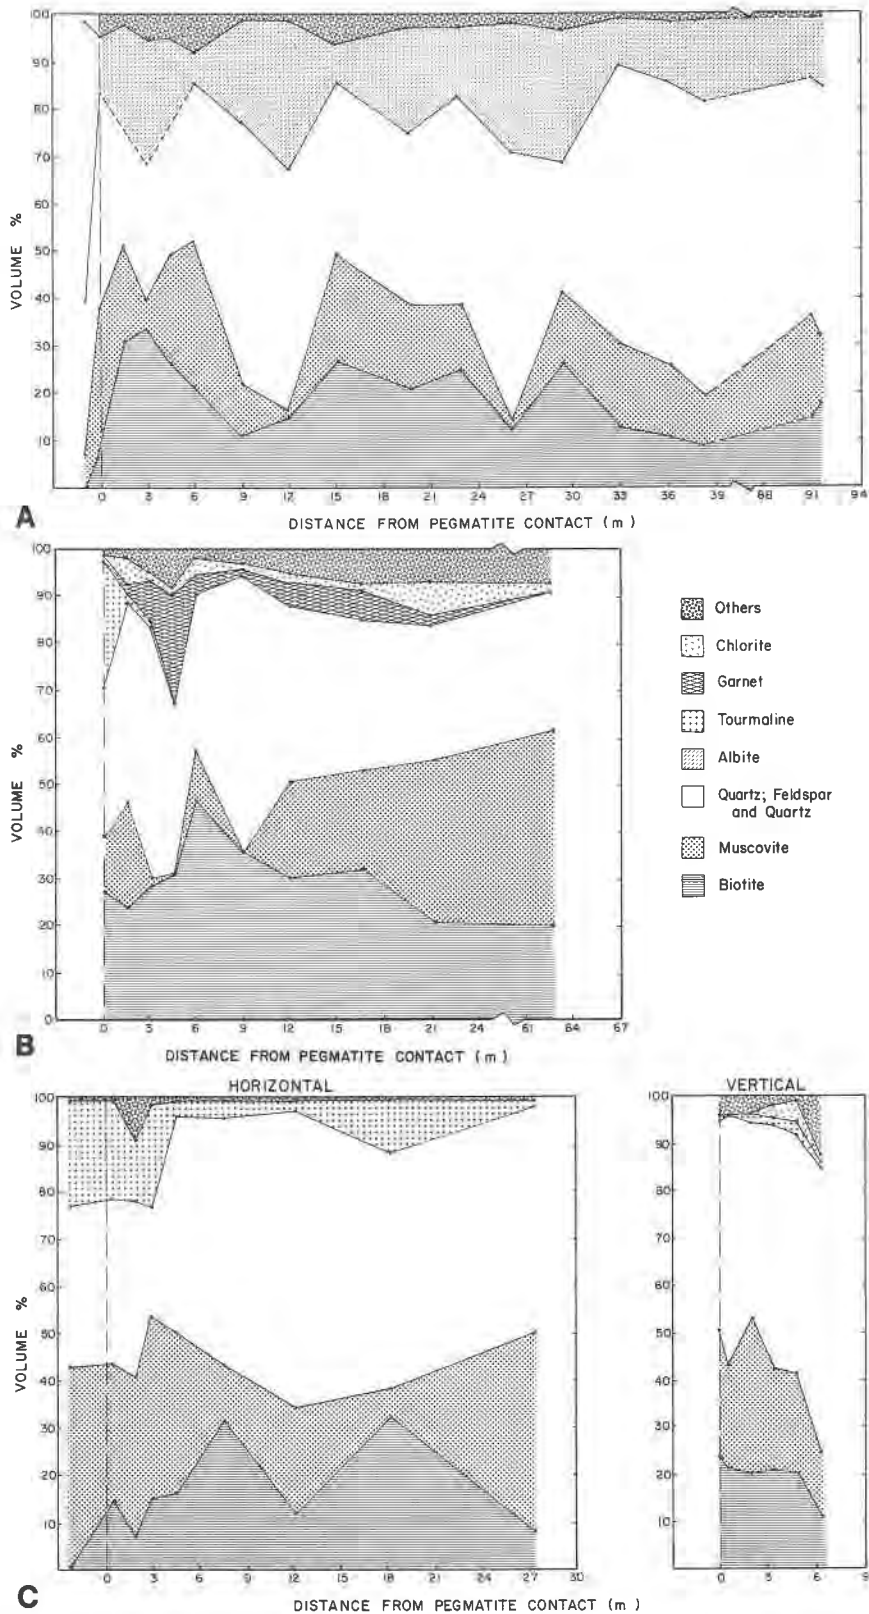 100
90
80
70
60
50
40
30
20
10
VOLUME %
0 3 6 9 12 15 18 21 24 27 30 33 36 39 88 91 94
A
DISTANCE FROM PEGMATITE CONTACT (m)
100
90
80
70
60
50
40
30
20
10
0
VOLUME %
0 3 6 9 12 15 18 21 24 61 64 67
B
DISTANCE FROM PEGMATITE CONTACT (m)
Others
Chlorite
Garnet
Tourmaline
Albite
Quartz; Feldspar
and Quartz
Muscovite
Biotite
HORIZONTAL
100
90
80
70
60
50
40
30
20
10
VOLUME %
0 3 6 9 12 15 18 21 24 27 30
VERTICAL
100
90
80
70
60
50
40
30
20
10
0 3 6 9
C
DISTANCE FROM PEGMATITE CONTACT (m)